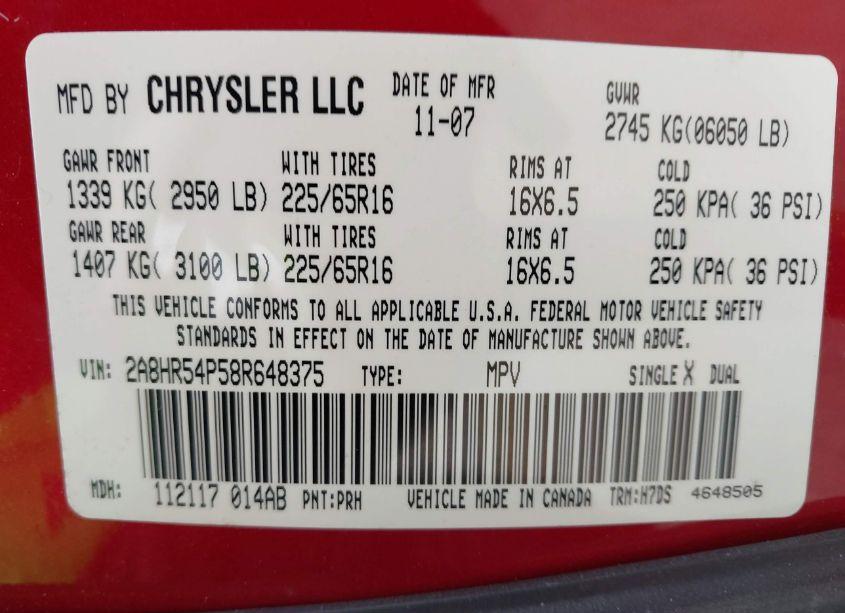 MFD BY CHRYSLER LLC DATE OF MFR GVWR
11-07 2745 KG(06050 LB)
GAWR FRONT WITH TIRES RIMS AT COLD
1339 KG( 2950 LB) 225/65R16 16X6.5 250 KPA( 36 PSI)
GAWR REAR WITH TIRES RIMS AT COLD
1407 KG( 3100 LB) 225/65R16 16X6.5 250 KPA( 36 PSI)
THIS VEHICLE CONFORMS TO ALL APPLICABLE U.S.A. FEDERAL MOTOR VEHICLE SAFETY
STANDARDS IN EFFECT ON THE DATE OF MANUFACTURE SHOWN ABOVE.
VIN: 2A8HR54P58R648375 TYPE: MPV SINGLE X DUAL
MDH: 112117 014AB PNT:PRH VEHICLE MADE IN CANADA TRM:H7DS 4648505